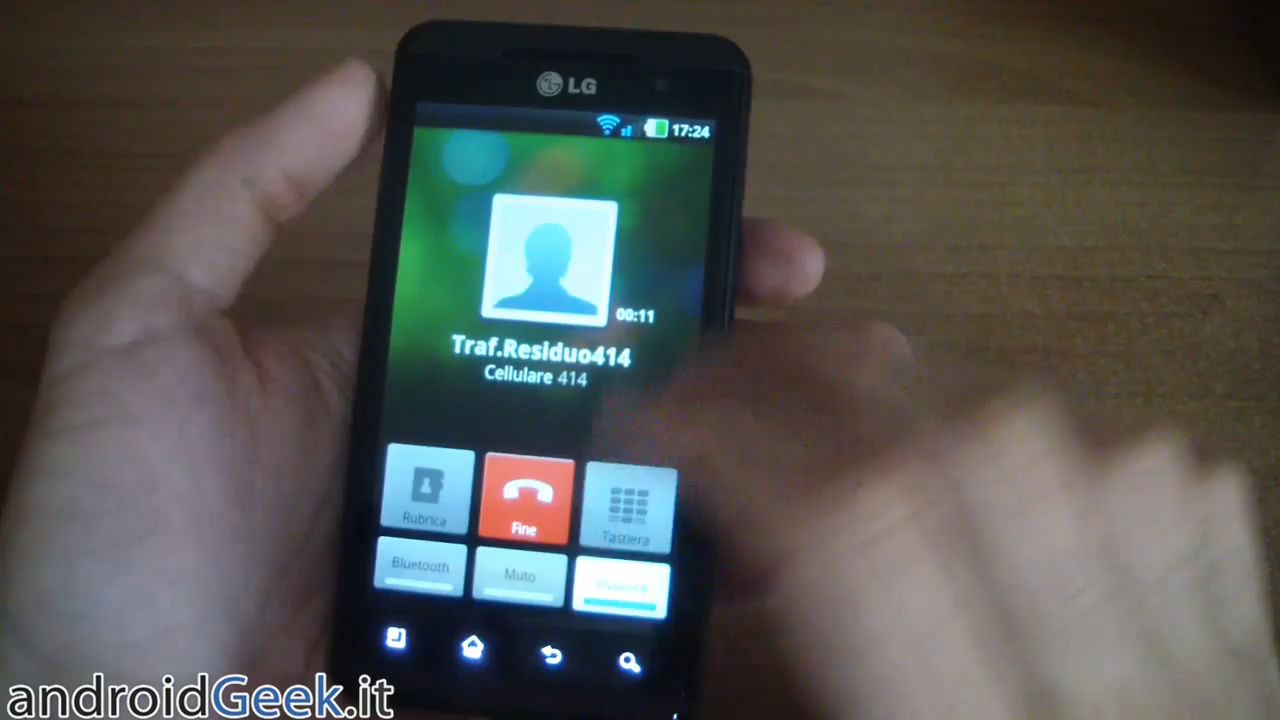 LG
17:24
00:11
Traf.Residuo414
Cellulare 414
Rubrica
Fine
Tastiera
Bluetooth
Muto
androidGeek.it